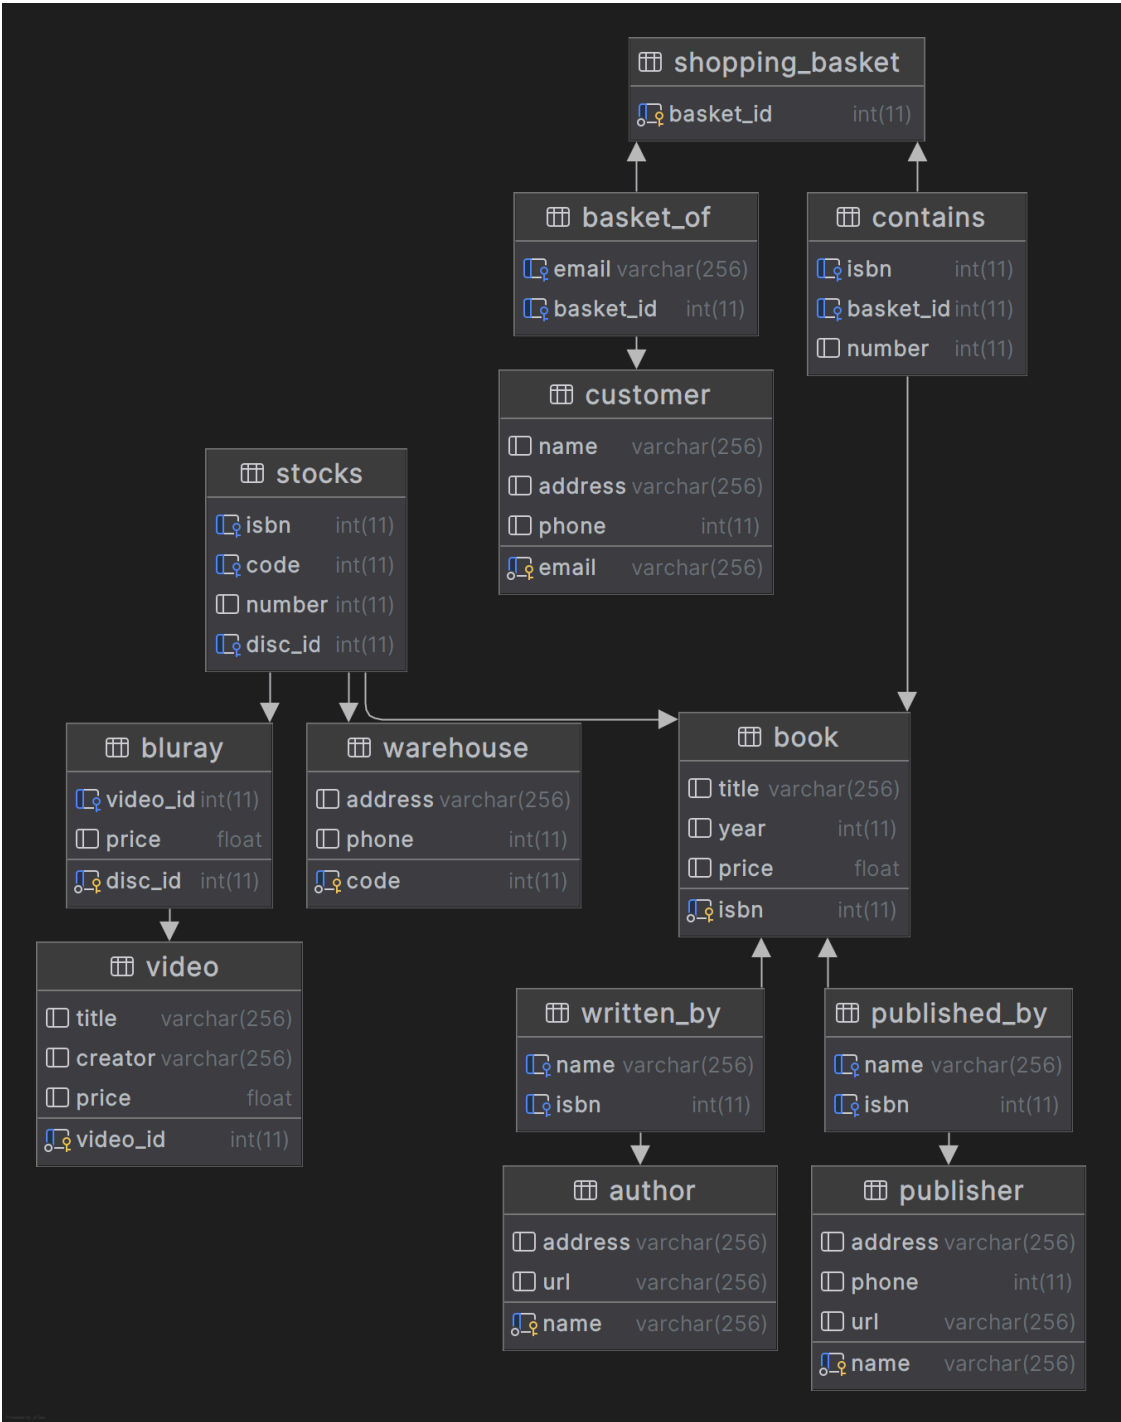 shopping_basket
basket_id int(11)
basket_of
email varchar(256)
basket_id int(11)
contains
isbn int(11)
basket_id int(11)
number int(11)
customer
name varchar(256)
address varchar(256)
phone int(11)
email varchar(256)
stocks
isbn int(11)
code int(11)
number int(11)
disc_id int(11)
bluray
video_id int(11)
price float
disc_id int(11)
warehouse
address varchar(256)
phone int(11)
code int(11)
book
title varchar(256)
year int(11)
price float
isbn int(11)
video
title varchar(256)
creator varchar(256)
price float
video_id int(11)
written_by
name varchar(256)
isbn int(11)
published_by
name varchar(256)
isbn int(11)
author
address varchar(256)
url varchar(256)
name varchar(256)
publisher
address varchar(256)
phone int(11)
url varchar(256)
name varchar(256)